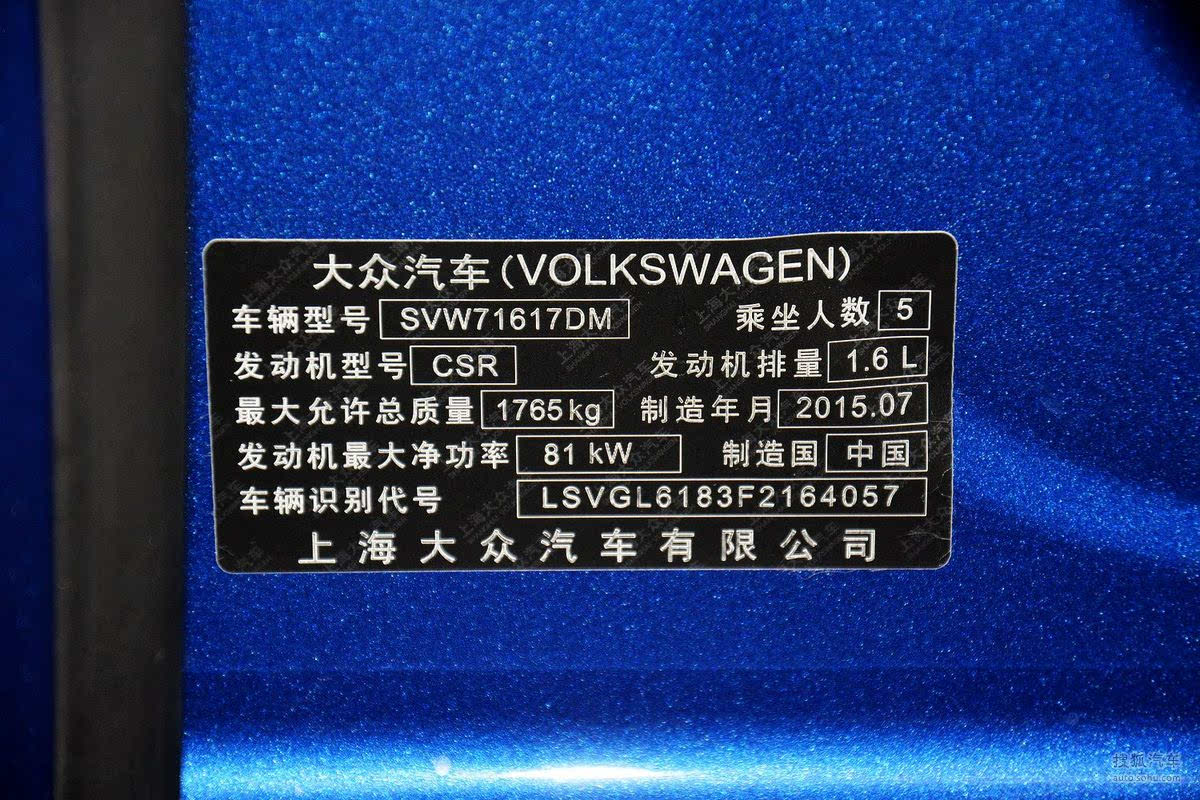 大众汽车(VOLKSWAGEN)
车辆型号 SVW71617DM 乘坐人数 5
发动机型号 CSR 发动机排量 1.6 L
最大允许总质量 1765kg 制造年月 2015.07
发动机最大净功率 81 kW 制造国 中国
车辆识别代号 LSVGL6183F2164057
上海大众汽车有限公司
搜狐汽车
auto.sohu.com